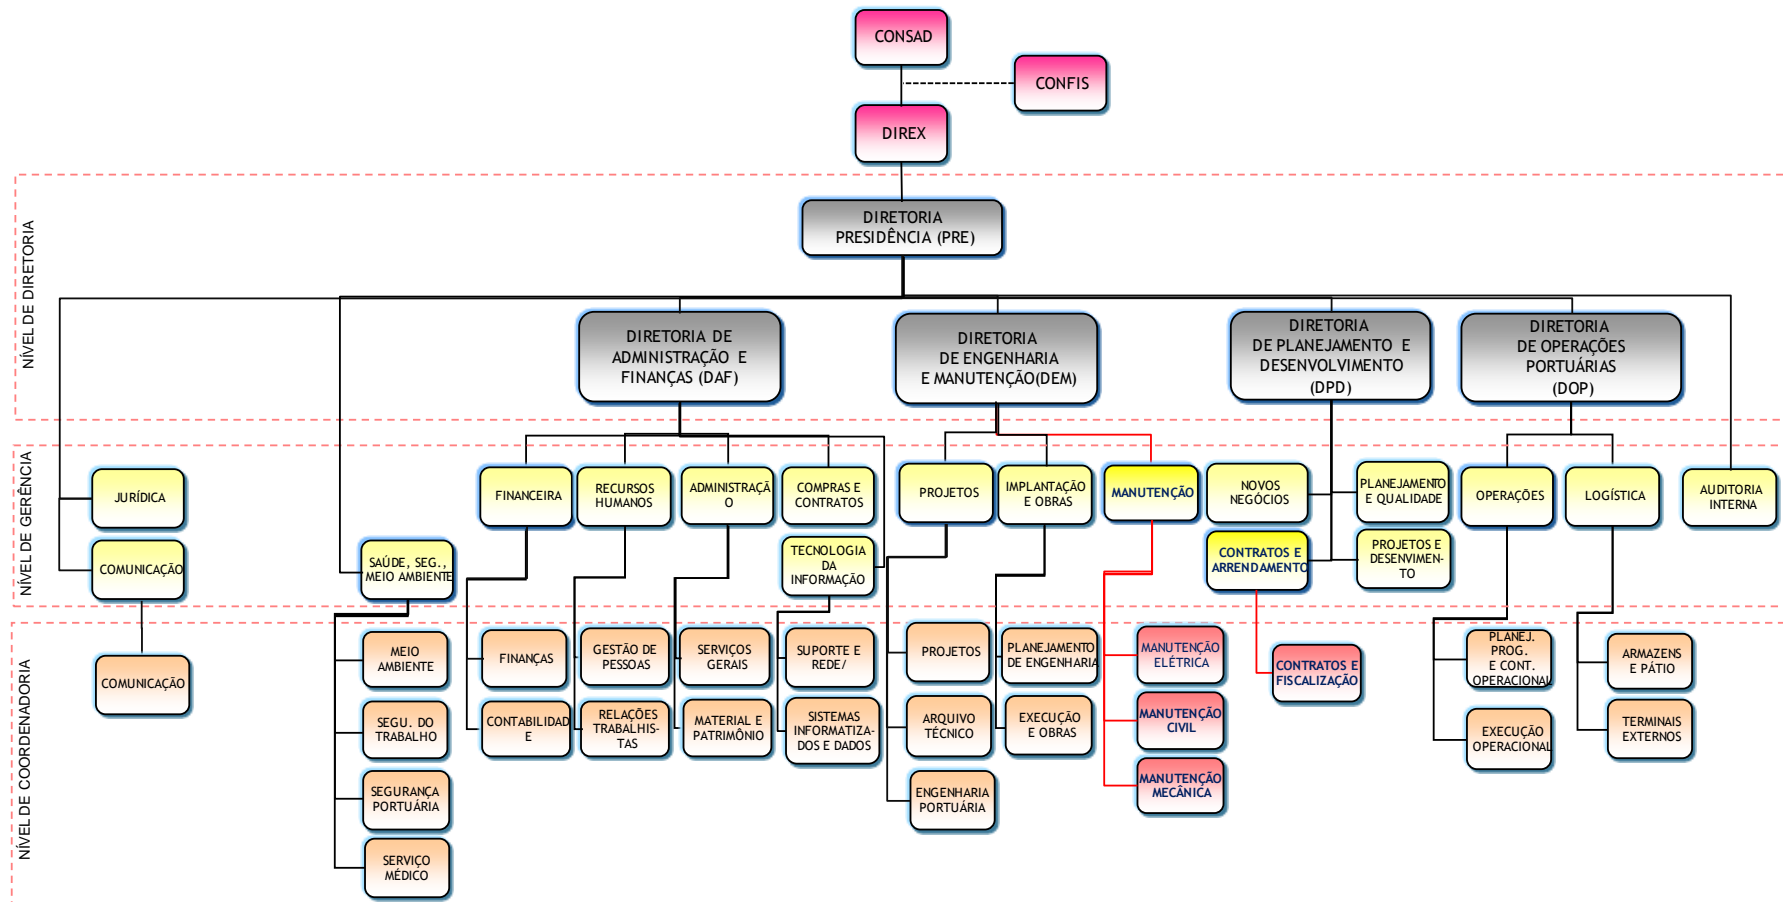 CONSAD
CONFIS
DIREX
NÍVEL DE DIRETORIA
DIRETORIA
PRESIDÊNCIA (PRE)
DIRETORIA DE
ADMINISTRAÇÃO E
FINANÇAS (DAF)
DIRETORIA
DE ENGENHARIA
E MANUTENÇÃO(DEM)
DIRETORIA
DE PLANEJAMENTO E
DESENVOLVIMENTO
(DPD)
DIRETORIA
DE OPERAÇÕES
PORTUÁRIAS
(DOP)
NÍVEL DE GERÊNCIA
JURÍDICA
COMUNICAÇÃO
SAÚDE, SEG.,
MEIO AMBIENTE
FINANCEIRA
RECURSOS
HUMANOS
ADMINISTRAÇÃ
O
COMPRAS E
CONTRATOS
TECNOLOGIA
DA
INFORMAÇÃO
PROJETOS
IMPLANTAÇÃO
E OBRAS
MANUTENÇÃO
NOVOS
NEGÓCIOS
CONTRATOS E
ARRENDAMENTO
PLANEJAMENTO
E QUALIDADE
PROJETOS E
DESENVIMEN-
TO
OPERAÇÕES
LOGÍSTICA
AUDITORIA
INTERNA
NÍVEL DE COORDENADORIA
COMUNICAÇÃO
MEIO
AMBIENTE
SEGU. DO
TRABALHO
SEGURANÇA
PORTUÁRIA
SERVIÇO
MÉDICO
FINANÇAS
CONTABILIDAD
E
GESTÃO DE
PESSOAS
RELAÇÕES
TRABALHIS-
TAS
SERVIÇOS
GERAIS
MATERIAL E
PATRIMÔNIO
SUPORTE E
REDE/
SISTEMAS
INFORMATIZA-
DOS E DADOS
PROJETOS
ARQUIVO
TÉCNICO
ENGENHARIA
PORTUÁRIA
PLANEJAMENTO
DE ENGENHARIA
EXECUÇÃO
E OBRAS
MANUTENÇÃO
ELÉTRICA
MANUTENÇÃO
CIVIL
MANUTENÇÃO
MECÂNICA
CONTRATOS E
FISCALIZAÇÃO
PLANEJ.
PROG.
E CONT.
OPERACIONAL
EXECUÇÃO
OPERACIONAL
ARMAZENS
E PÁTIO
TERMINAIS
EXTERNOS